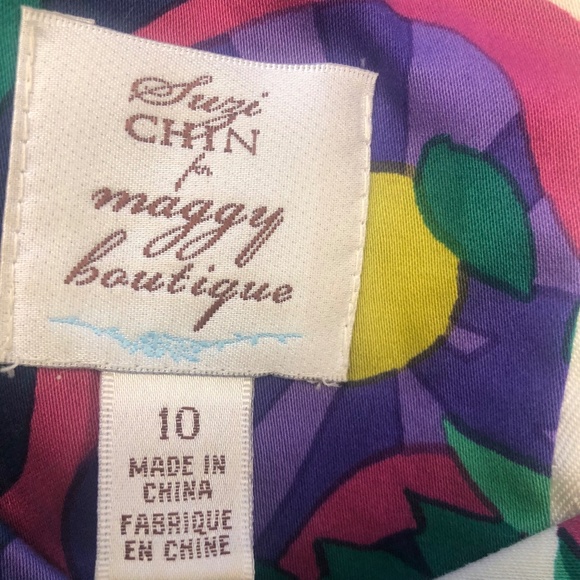 Suzi
CHIN
for
maggy
boutique
10
MADE IN
CHINA
FABRIQUE
EN CHINE